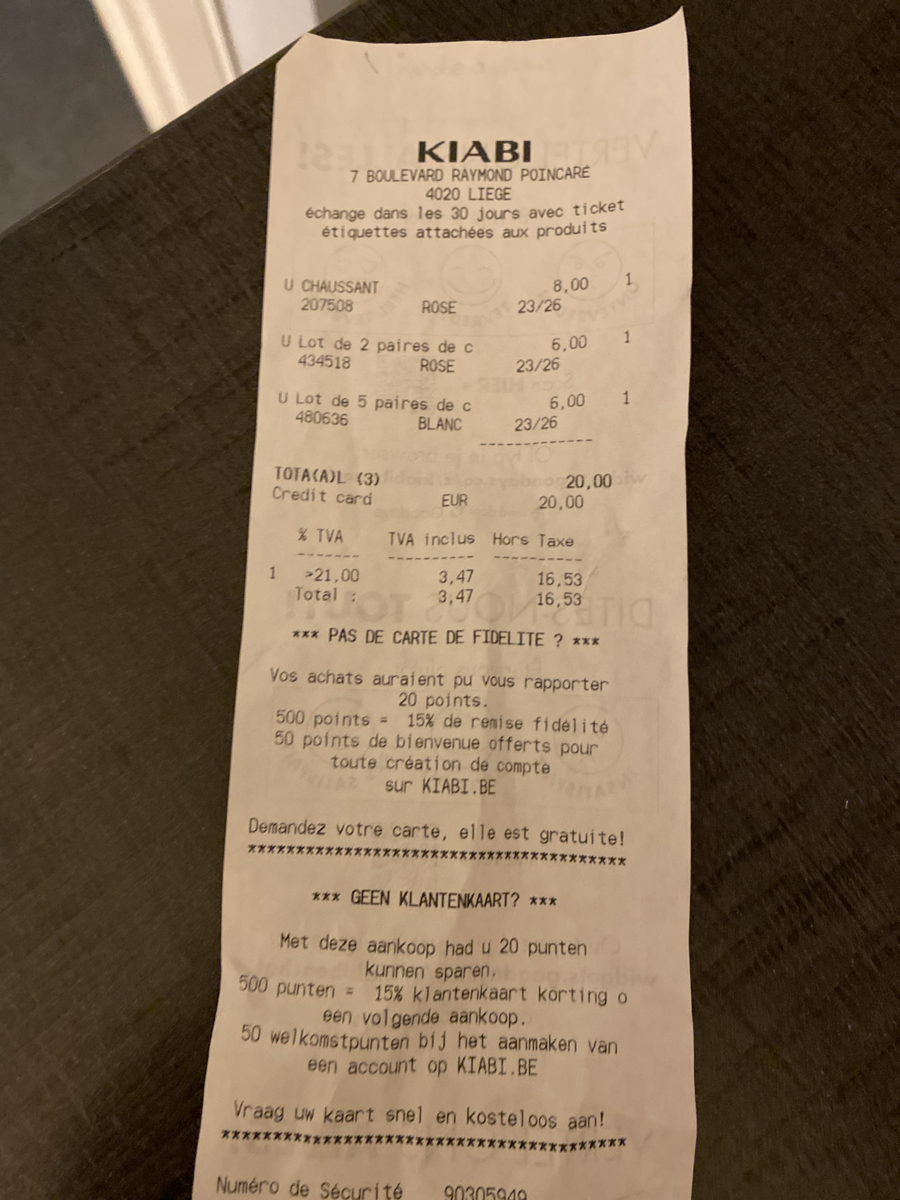 KIABI
7 BOULEVARD RAYMOND POINCARÉ
4020 LIEGE
échange dans les 30 jours avec ticket
étiquettes attachées aux produits
U CHAUSSANT 8,00 1
207508 ROSE 23/26
U Lot de 2 paires de c 6,00 1
434518 ROSE 23/26
U Lot de 5 paires de c 6,00 1
480636 BLANC 23/26
------------
TOTA(A)L (3) 20,00
Credit card EUR 20,00
% TVA TVA inclus Hors Taxe
------- ---------- ----------
1 >21,00 3,47 16,53
Total : 3,47 16,53
*** PAS DE CARTE DE FIDELITE ? ***
Vos achats auraient pu vous rapporter
20 points.
500 points = 15% de remise fidélité
50 points de bienvenue offerts pour
toute création de compte
sur KIABI.BE
Demandez votre carte, elle est gratuite!
****************************************
*** GEEN KLANTENKAART? ***
Met deze aankoop had u 20 punten
kunnen sparen.
500 punten = 15% klantenkaart korting o
een volgende aankoop.
50 welkomstpunten bij het aanmaken van
een account op KIABI.BE
Vraag uw kaart snel en kosteloos aan!
****************************************
Numéro de Sécurité 90305949